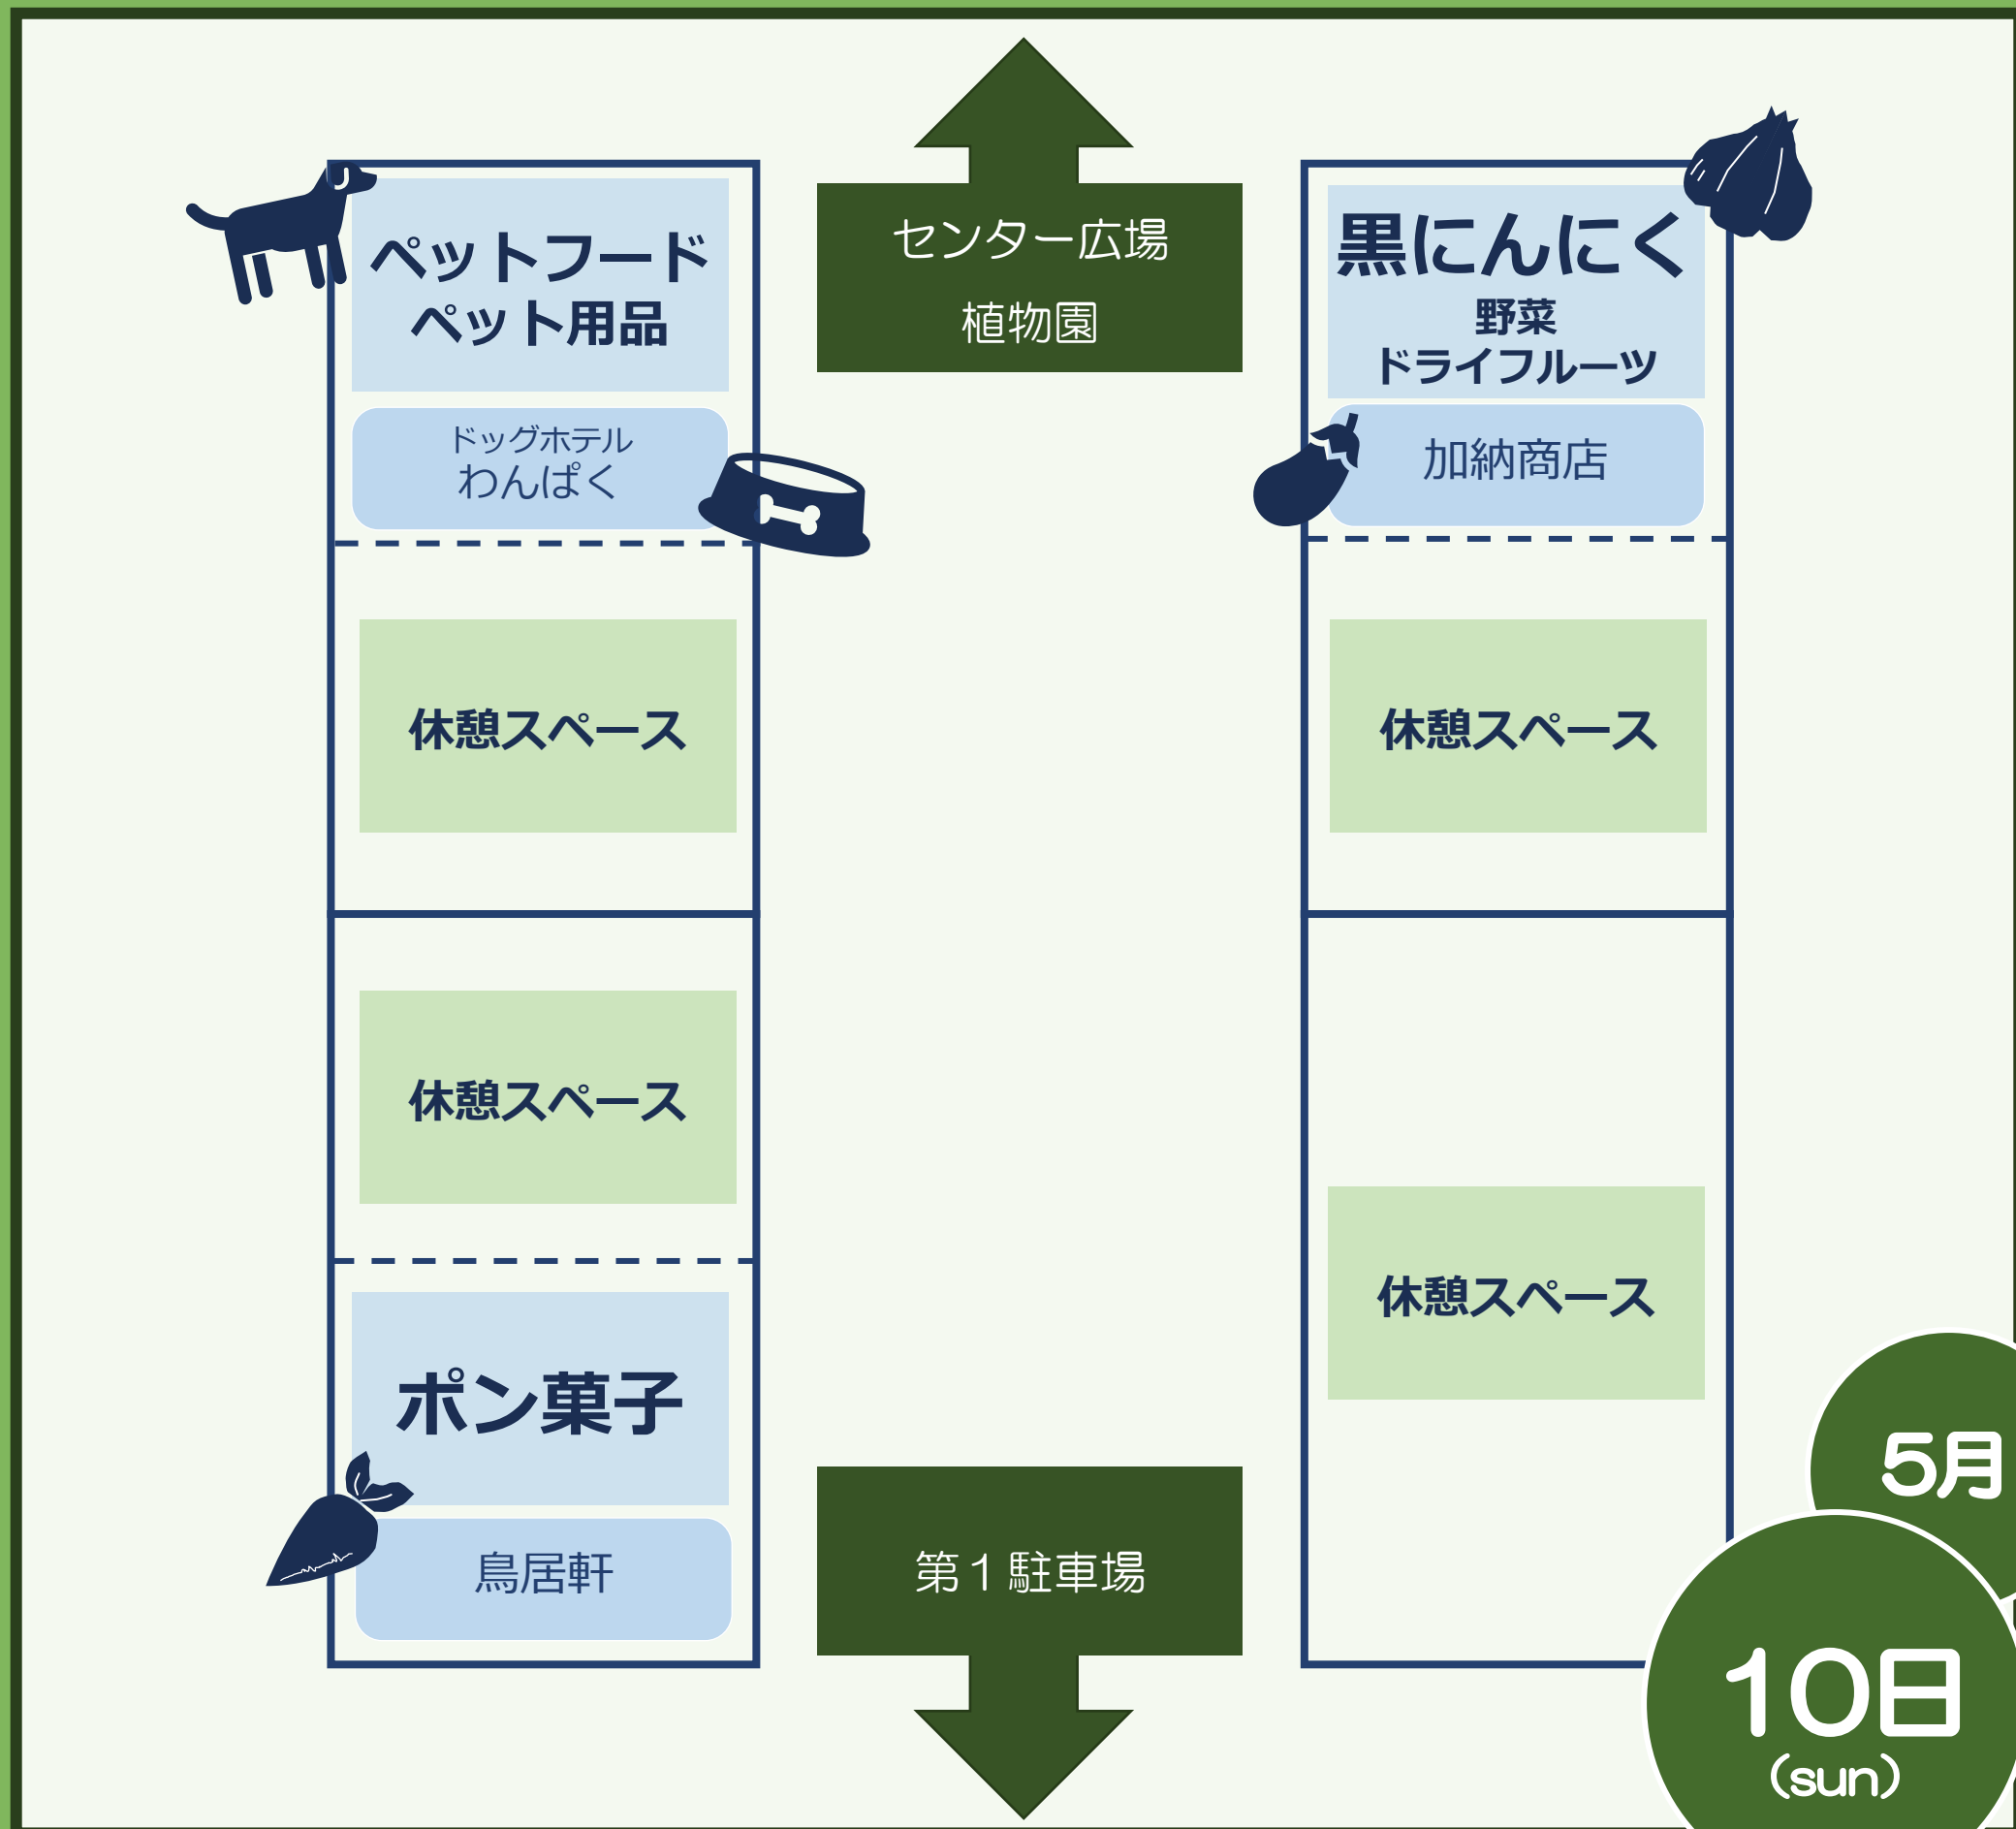 ペットフード
ペット用品
ドッグホテル
わんぱく
休憩スペース
休憩スペース
ポン菓子
鳥居軒
センター広場
植物園
第1駐車場
黒にんにく
野菜
ドライフルーツ
加納商店
休憩スペース
休憩スペース
5月
10日
(sun)